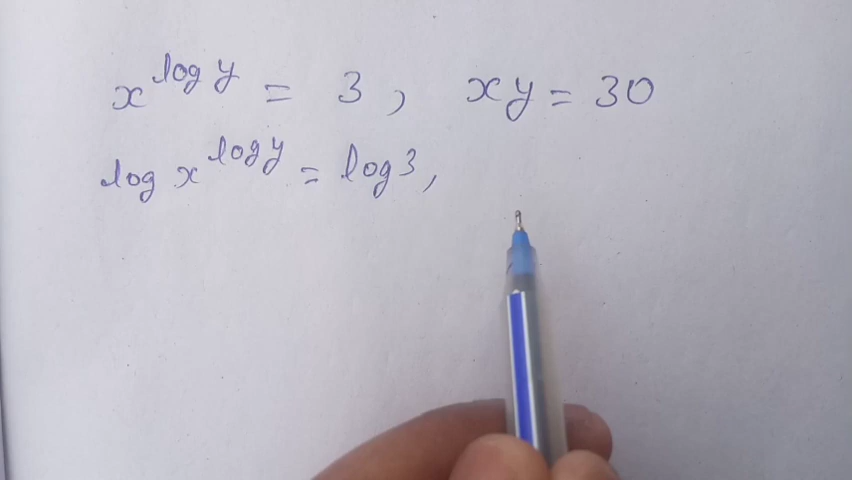 x^{log y} = 3, xy = 30
log x^{log y} = log 3,